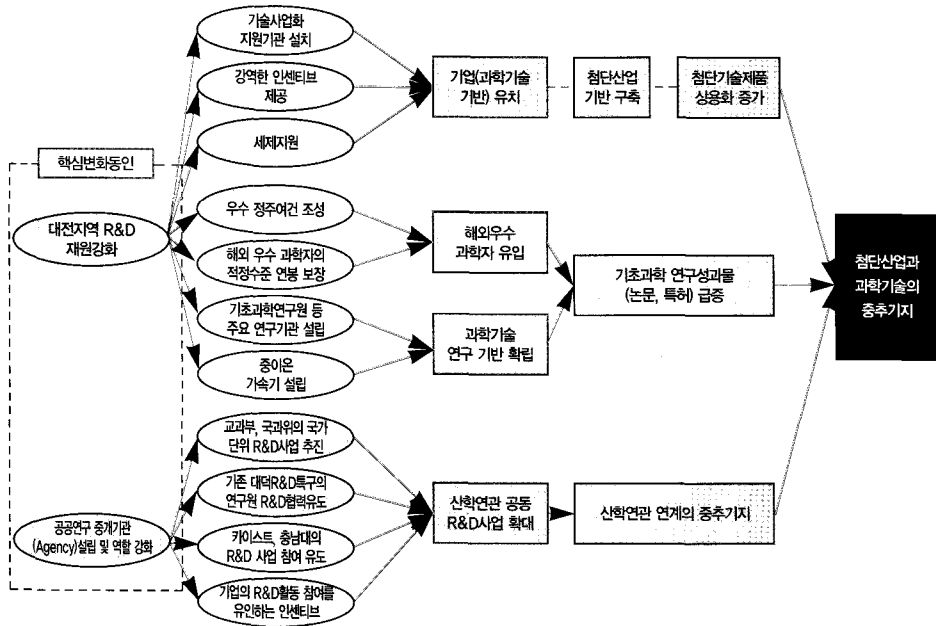 기술사업화
지원기관 설치
강역한 인센티브
제공
세제지원
핵심변화동인
대전지역 R&D
재원강화
우수 정주여건 조성
해외 우수 과학자의
적정수준 연봉 보장
기초과학연구원 등
주요 연구기관 설립
중이온
가속기 설립
교과부, 국과위의 국가
단위 R&D사업 추진
기존 대덕R&D특구의
연구원 R&D협력유도
공공연구 중개기관
(Agency)설립 및 역할 강화
카이스트, 충남대의
R&D 사업 참여 유도
기업의 R&D활동 참여를
유인하는 인센티브
기업(과학기술
기반) 유치
첨단산업
기반 구축
첨단기술제품
상용화 증가
해외우수
과학자 유입
과학기술
연구 기반 확립
기초과학 연구성과물
(논문, 특허) 급증
산학연관 공동
R&D사업 확대
산학연관 연계의 중추기지
첨단산업과
과학기술의
중추기지